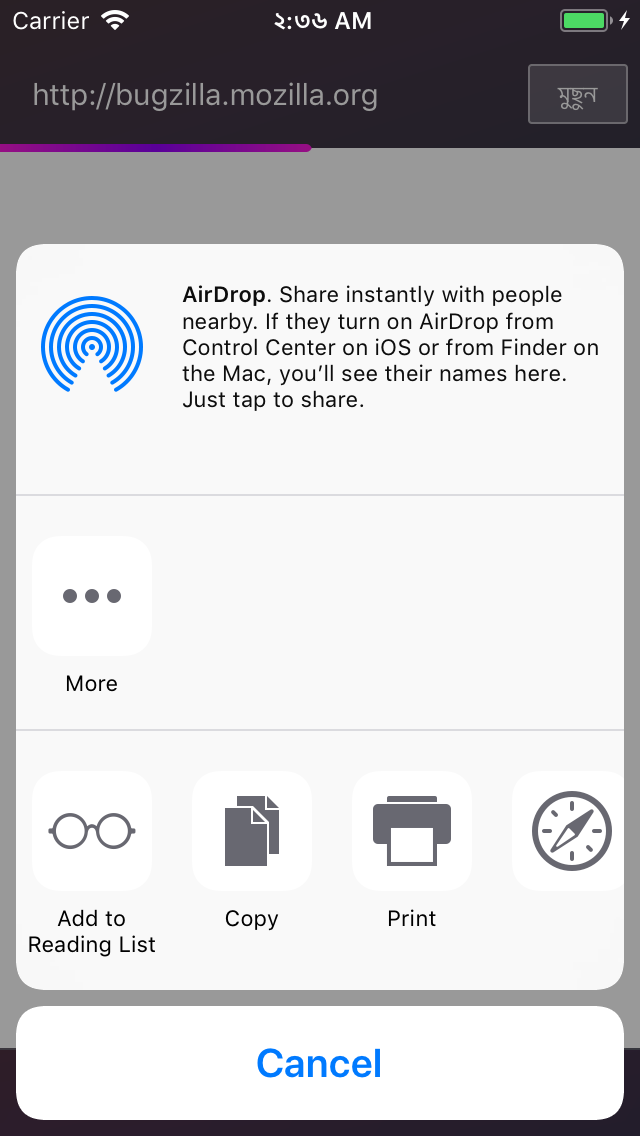 Carrier ২:৩৬ AM
http://bugzilla.mozilla.org মুছুন
AirDrop. Share instantly with people
nearby. If they turn on AirDrop from
Control Center on iOS or from Finder on
the Mac, you’ll see their names here.
Just tap to share.
More
Add to
Reading List
Copy
Print
Cancel